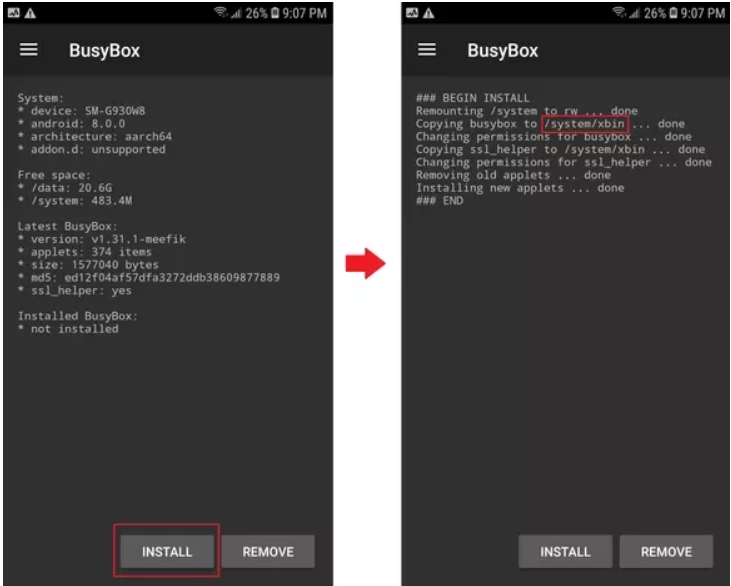 26% 9:07 PM
BusyBox
System:
* device: SM-G930W8
* android: 8.0.0
* architecture: aarch64
* addon.d: unsupported
Free space:
* /data: 20.6G
* /system: 483.4M
Latest BusyBox:
* version: v1.31.1-meefik
* applets: 374 items
* size: 1577040 bytes
* md5: ed12f04af57dfa3272ddb38609877889
* ssl_helper: yes
Installed BusyBox:
* not installed
INSTALL REMOVE
26% 9:07 PM
BusyBox
### BEGIN INSTALL
Remounting /system to rw ... done
Copying busybox to /system/xbin ... done
Changing permissions for busybox ... done
Copying ssl_helper to /system/xbin ... done
Changing permissions for ssl_helper ... done
Removing old applets ... done
Installing new applets ... done
### END
INSTALL REMOVE